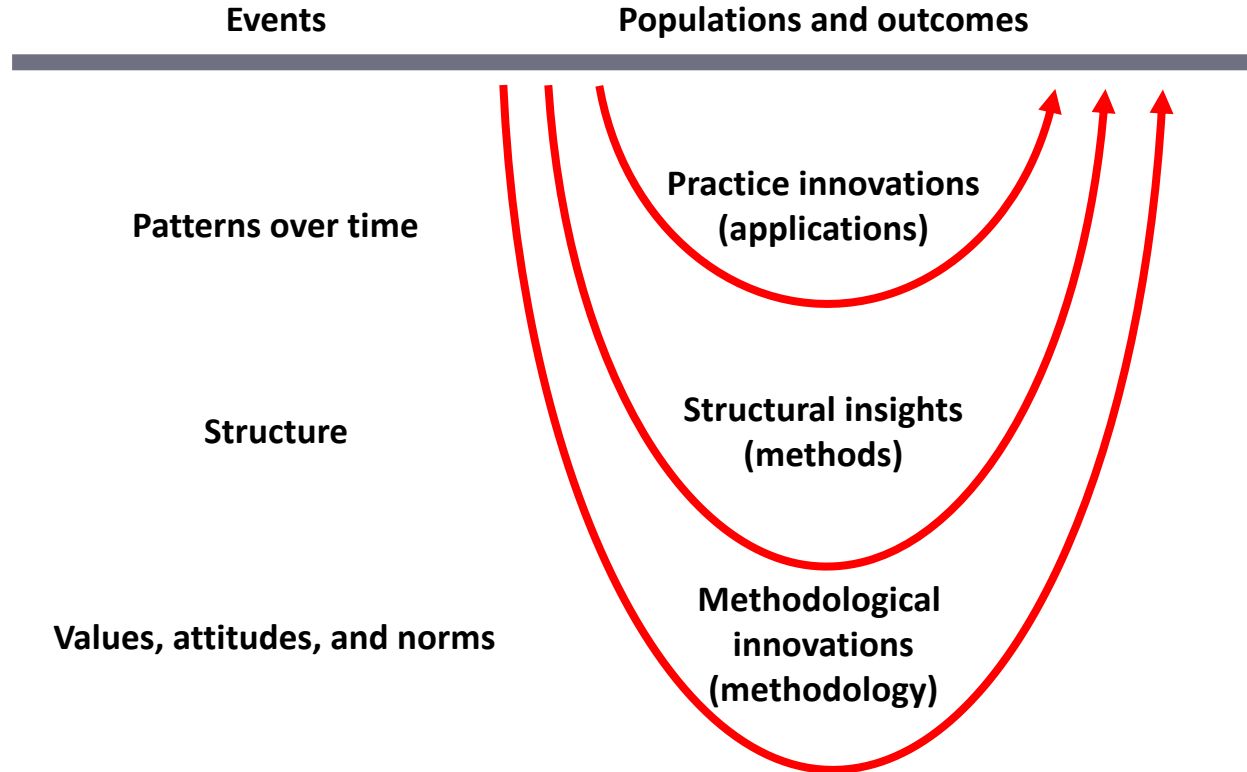 Events
Populations and outcomes
Patterns over time
Practice innovations
(applications)
Structure
Structural insights
(methods)
Values, attitudes, and norms
Methodological
innovations
(methodology)